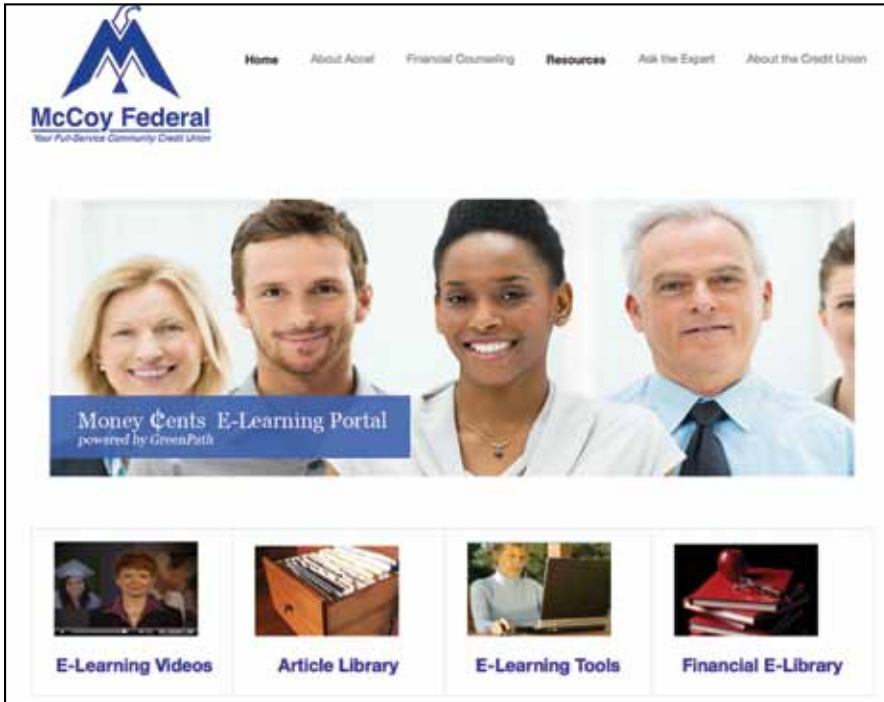 McCoy Federal
Your Full-Service Community Credit Union
Home About Accel Financial Counseling Resources Ask the Expert About the Credit Union
Money ₵ents E-Learning Portal
powered by GreenPath
E-Learning Videos Article Library E-Learning Tools Financial E-Library